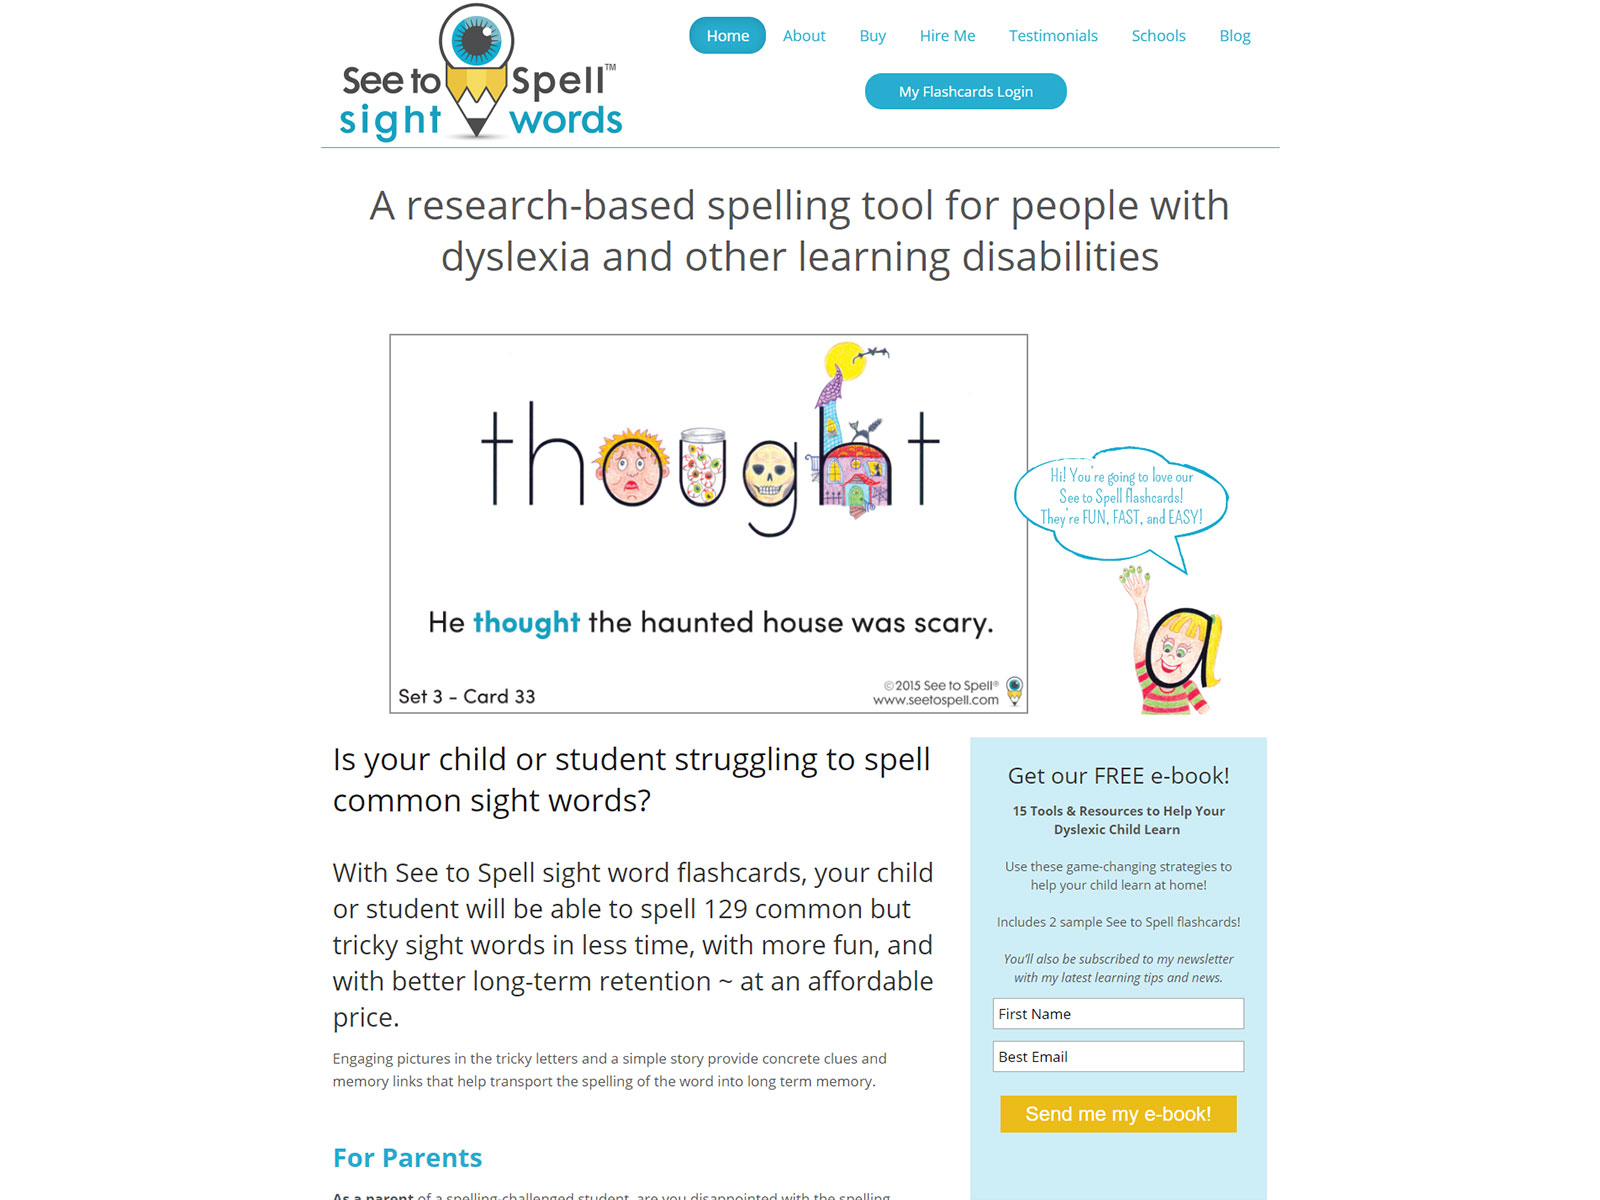 See to Spell™
sight words
Home About Buy Hire Me Testimonials Schools Blog
My Flashcards Login
A research-based spelling tool for people with
dyslexia and other learning disabilities
thought
He thought the haunted house was scary.
Set 3 - Card 33
©2015 See to Spell®
www.seetospell.com
Hi! You're going to love our
See to Spell flashcards!
They're FUN, FAST, and EASY!
Is your child or student struggling to spell
common sight words?
With See to Spell sight word flashcards, your child
or student will be able to spell 129 common but
tricky sight words in less time, with more fun, and
with better long-term retention ~ at an affordable
price.
Engaging pictures in the tricky letters and a simple story provide concrete clues and
memory links that help transport the spelling of the word into long term memory.
For Parents
As a parent of a spelling-challenged student, are you disappointed with the spelling
Get our FREE e-book!
15 Tools & Resources to Help Your
Dyslexic Child Learn
Use these game-changing strategies to
help your child learn at home!
Includes 2 sample See to Spell flashcards!
You'll also be subscribed to my newsletter
with my latest learning tips and news.
First Name
Best Email
Send me my e-book!